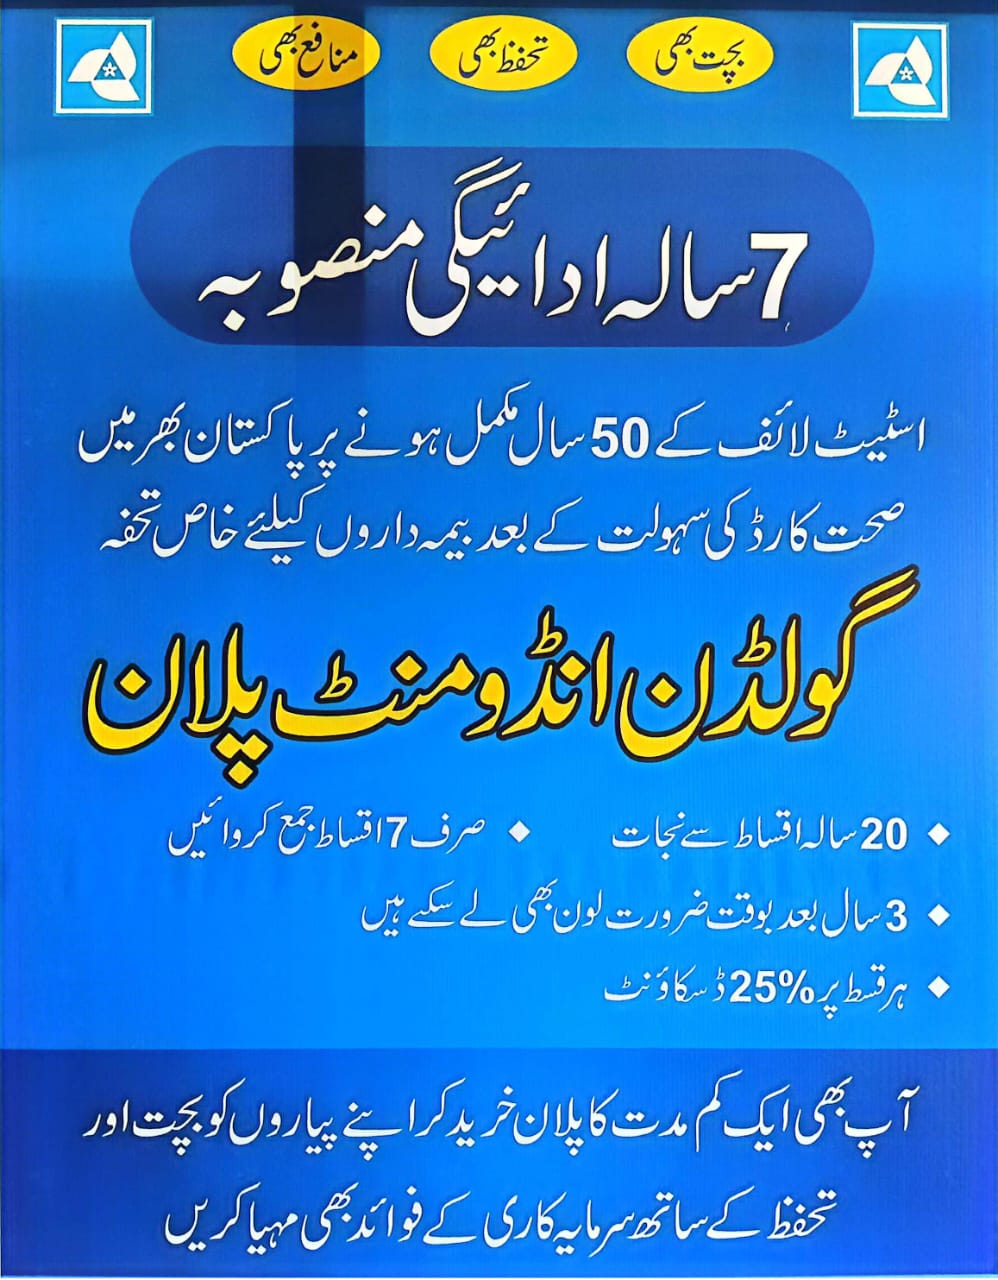 بچت بھی
تحفظ بھی
منافع بھی
7 سالہ ادائیگی منصوبہ
اسٹیٹ لائف کے 50 سال مکمل ہونے پر پاکستان بھر میں
صحت کارڈ کی سہولت کے بعد بیمہ داروں کیلئے خاص تحفہ
گولڈن انڈومنٹ پلان
◆ 20 سالہ اقساط سے نجات ◆ صرف 7 اقساط جمع کروائیں
◆ 3 سال بعد بوقت ضرورت لون بھی لے سکے ہیں
◆ ہر قسط پر 25% ڈسکاؤنٹ
آپ بھی ایک کم مدت کا پلان خرید کر اپنے پیاروں کو بچت اور
تحفظ کے ساتھ سرمایہ کاری کے فوائد بھی مہیا کریں